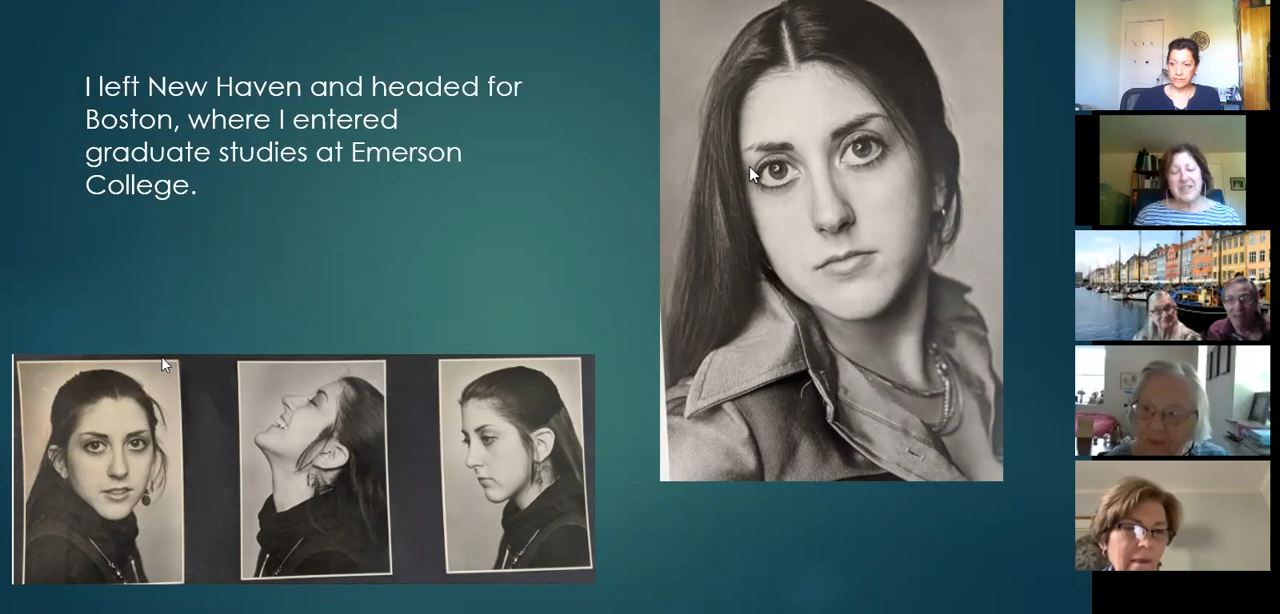 I left New Haven and headed for
Boston, where I entered
graduate studies at Emerson
College.